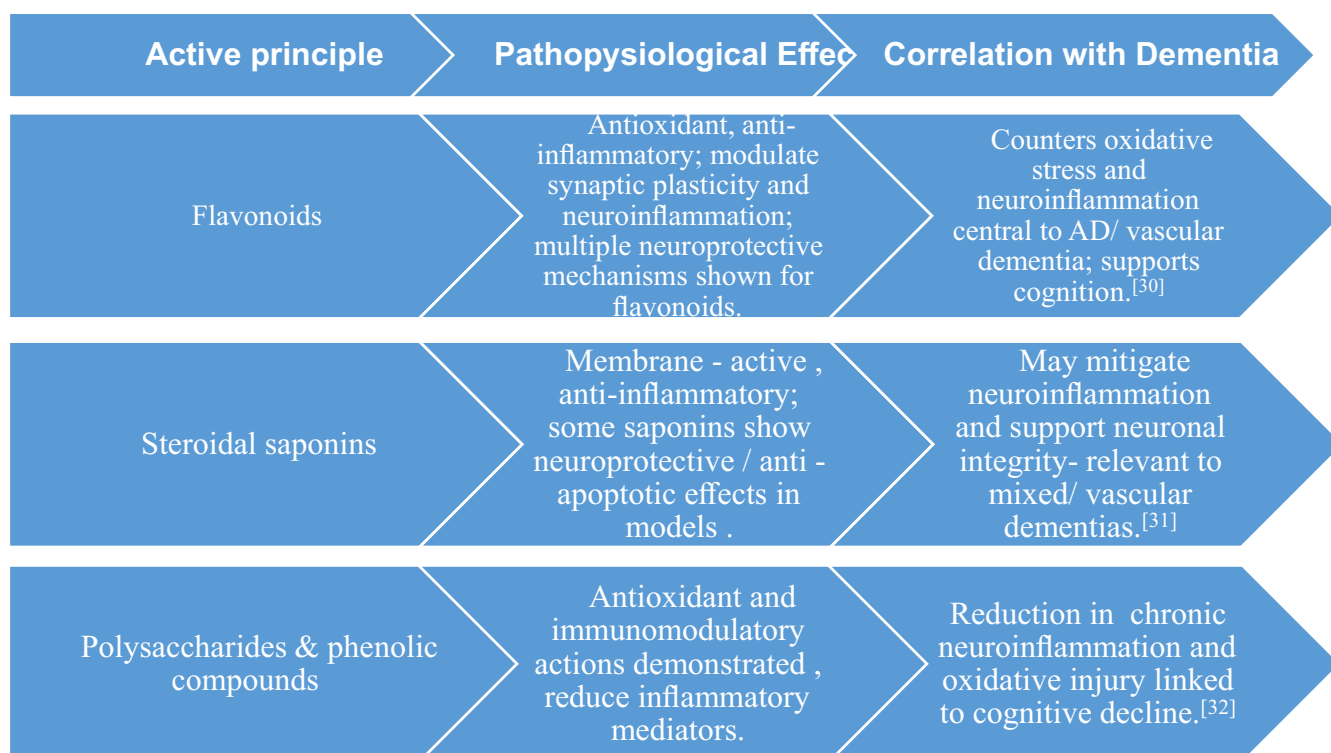 Active principle
Pathopysiological Effec
Correlation with Dementia
Flavonoids
Antioxidant, anti-
inflammatory; modulate
synaptic plasticity and
neuroinflammation;
multiple neuroprotective
mechanisms shown for
flavonoids.
Counters oxidative
stress and
neuroinflammation
central to AD/ vascular
dementia; supports
cognition.[30]
Steroidal saponins
Membrane - active ,
anti-inflammatory;
some saponins show
neuroprotective / anti -
apoptotic effects in
models .
May mitigate
neuroinflammation
and support neuronal
integrity- relevant to
mixed/ vascular
dementias.[31]
Polysaccharides & phenolic
compounds
Antioxidant and
immunomodulatory
actions demonstrated ,
reduce inflammatory
mediators.
Reduction in  chronic
neuroinflammation and
oxidative injury linked
to cognitive decline.[32]